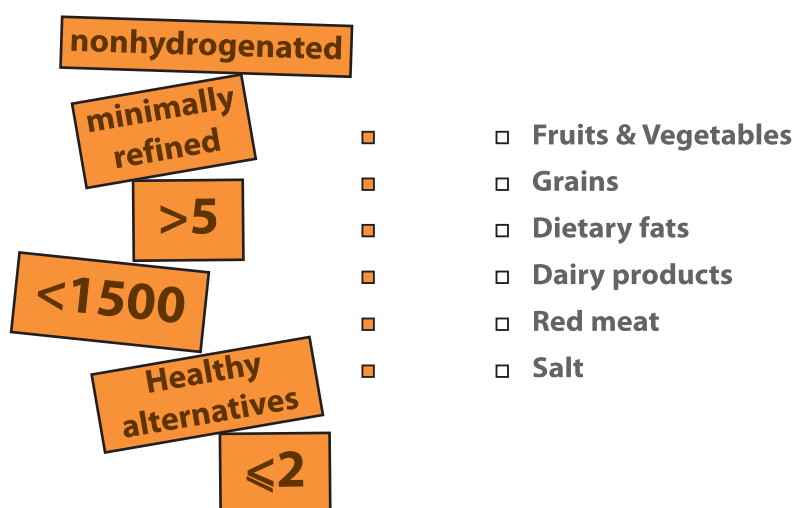 nonhydrogenated
minimally
refined
>5
<1500
Healthy
alternatives
⩽2
Fruits & Vegetables
Grains
Dietary fats
Dairy products
Red meat
Salt